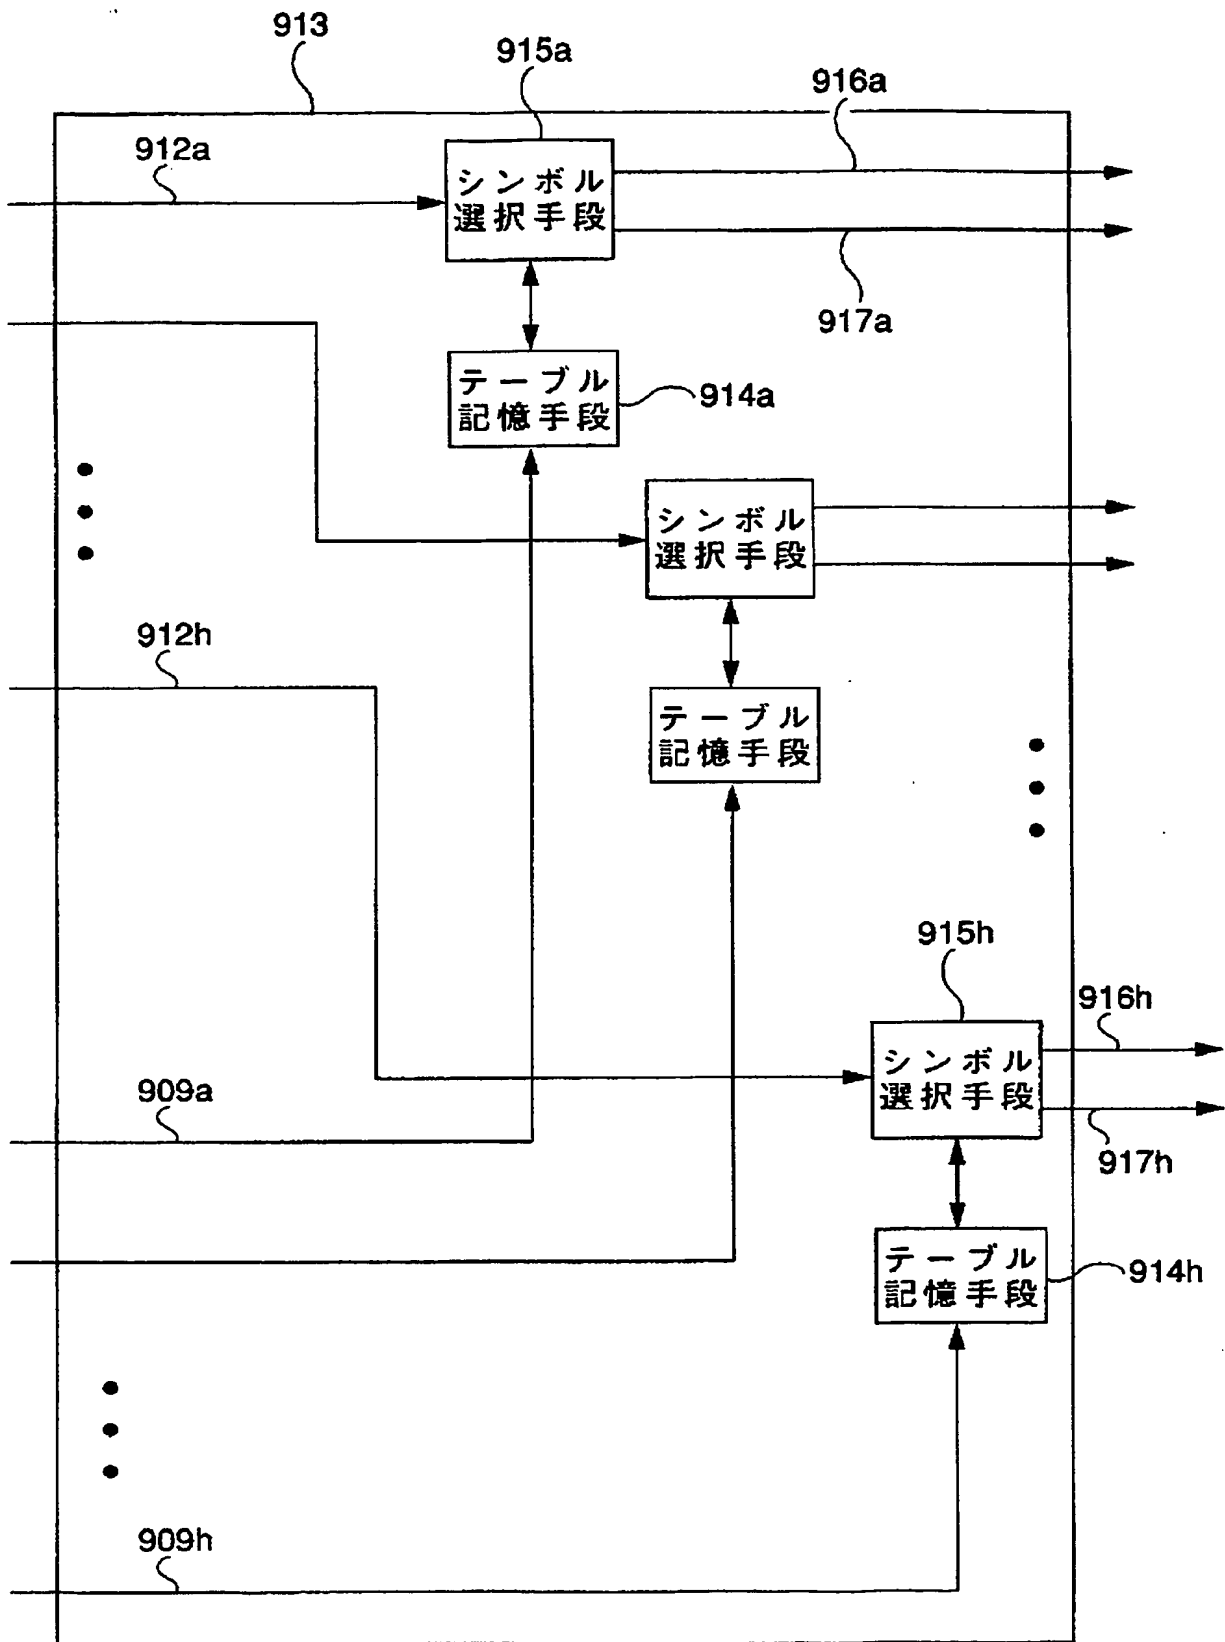 913
915a
916a
912a
シンボル
選択手段
917a
テーブル
記憶手段
914a
シンボル
選択手段
912h
テーブル
記憶手段
915h
916h
シンボル
選択手段
909a
917h
テーブル
記憶手段
914h
909h